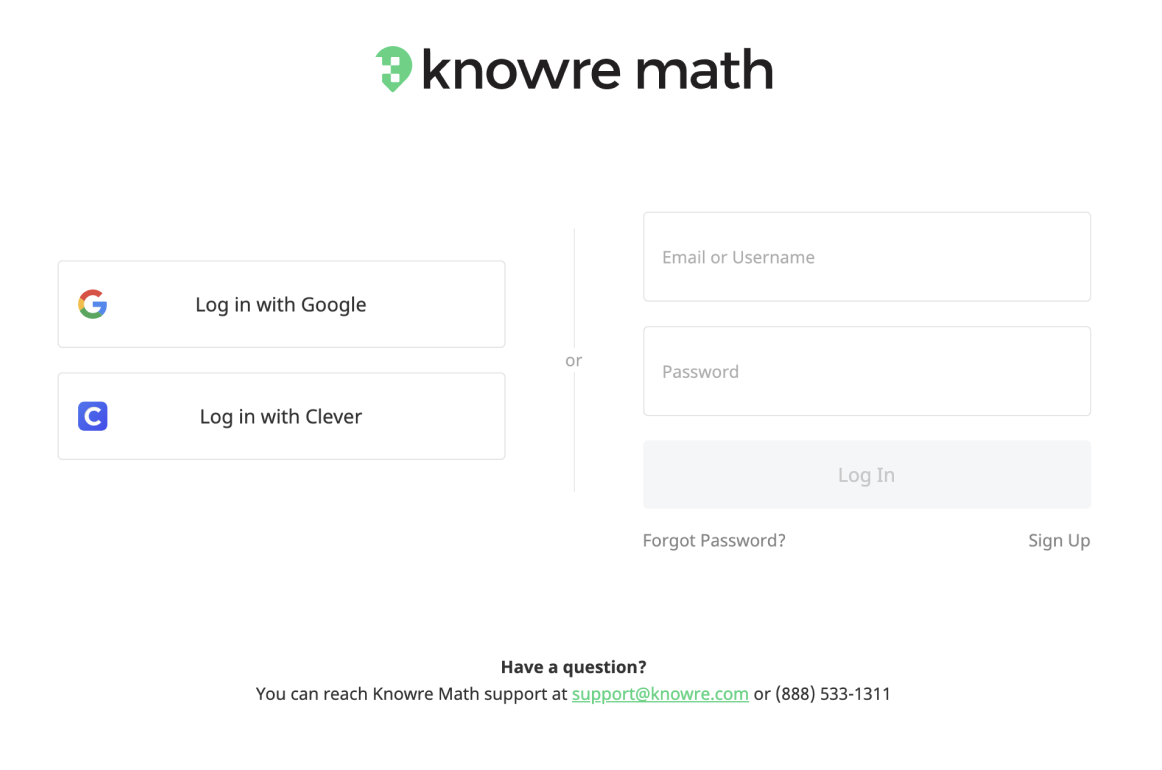 knowre math
Log in with Google
Log in with Clever
or
Email or Username
Password
Log In
Forgot Password?
Sign Up
Have a question?
You can reach Knowre Math support at support@knowre.com or (888) 533-1311